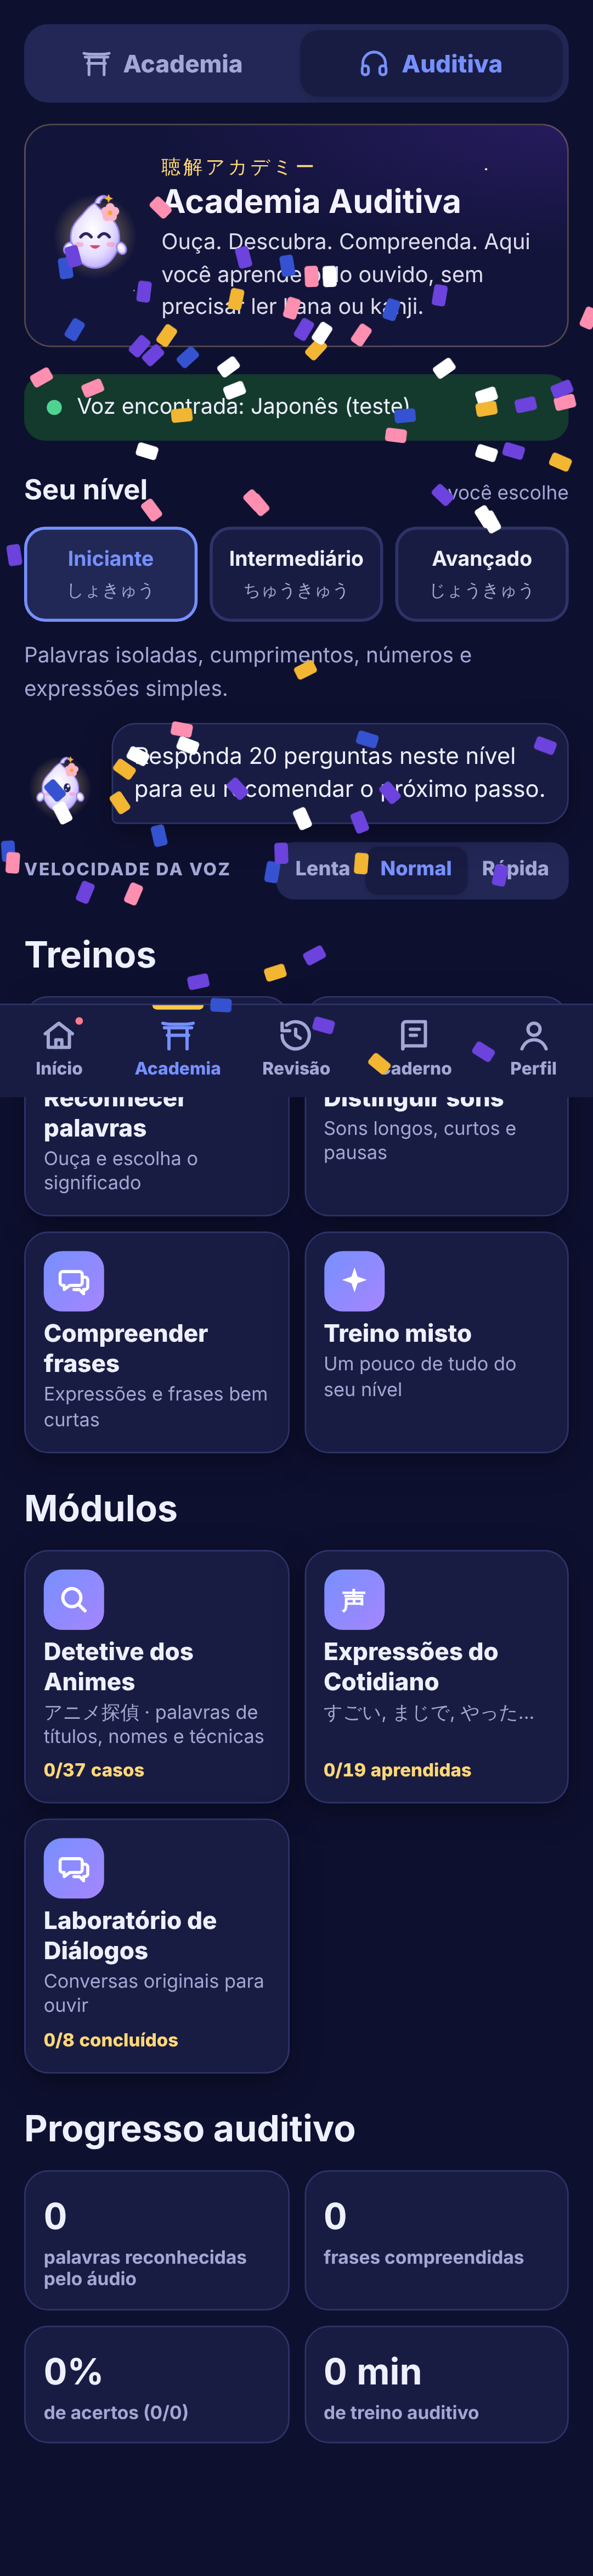 Academia
Auditiva
聴解アカデミー
Academia Auditiva
Ouça. Descubra. Compreenda. Aqui
você aprende pelo ouvido, sem
precisar ler kana ou kanji.
Voz encontrada: Japonês (teste)
Seu nível
você escolhe
Iniciante
しょきゅう
Intermediário
ちゅうきゅう
Avançado
じょうきゅう
Palavras isoladas, cumprimentos, números e
expressões simples.
Responda 20 perguntas neste nível
para eu recomendar o próximo passo.
VELOCIDADE DA VOZ
Lenta
Normal
Rápida
Treinos
Início
Academia
Revisão
Caderno
Perfil
Reconhecer
palavras
Ouça e escolha o
significado
Distinguir sons
Sons longos, curtos e
pausas
Compreender
frases
Expressões e frases bem
curtas
Treino misto
Um pouco de tudo do
seu nível
Módulos
Detetive dos
Animes
アニメ探偵 · palavras de
títulos, nomes e técnicas
0/37 casos
声
Expressões do
Cotidiano
すごい, まじで, やった...
0/19 aprendidas
Laboratório de
Diálogos
Conversas originais para
ouvir
0/8 concluídos
Progresso auditivo
0
palavras reconhecidas
pelo áudio
0
frases compreendidas
0%
de acertos (0/0)
0 min
de treino auditivo